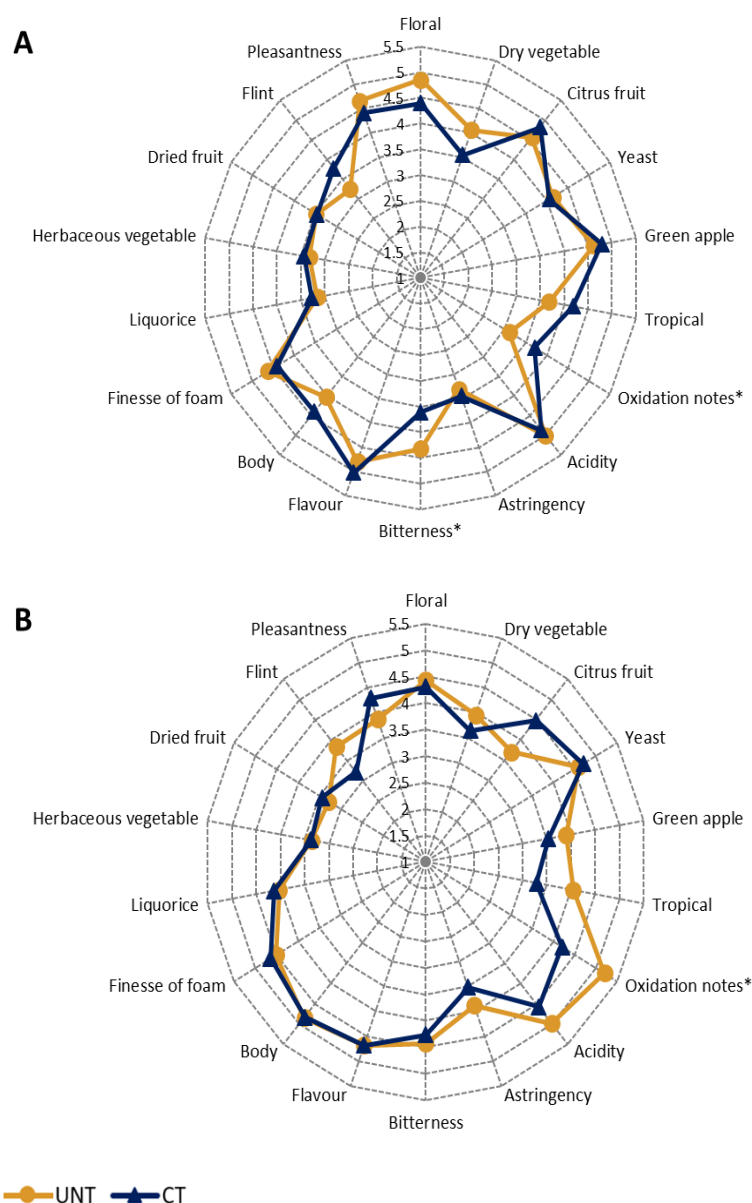 A
Floral
Pleasantness
Dry vegetable
Flint
Citrus fruit
Dried fruit
Yeast
Herbaceous vegetable
Green apple
Liquorice
Tropical
Finesse of foam
Oxidation notes*
Body
Acidity
Flavour
Astringency
Bitterness*
5.5
5
4.5
4
3.5
3
2.5
2
1.5
1
B
Floral
Pleasantness
Dry vegetable
Flint
Citrus fruit
Dried fruit
Yeast
Herbaceous vegetable
Green apple
Liquorice
Tropical
Finesse of foam
Oxidation notes*
Body
Acidity
Flavour
Astringency
Bitterness
5.5
5
4.5
4
3.5
3
2.5
2
1.5
1
UNT CT